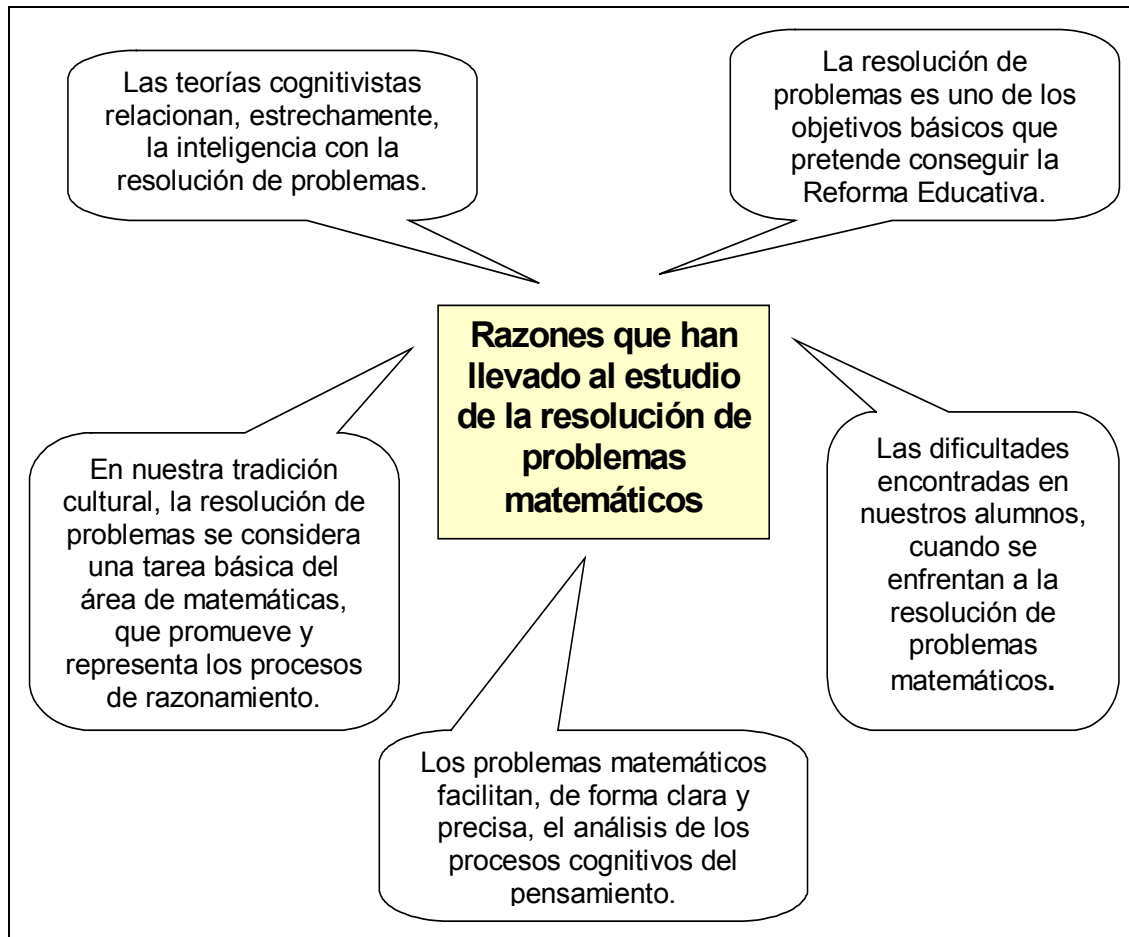 Las teorías cognitivistas
relacionan, estrechamente,
la inteligencia con la
resolución de problemas.
La resolución de
problemas es uno de los
objetivos básicos que
pretende conseguir la
Reforma Educativa.
Razones que han
llevado al estudio
de la resolución de
problemas
matemáticos
En nuestra tradición
cultural, la resolución de
problemas se considera
una tarea básica del
área de matemáticas,
que promueve y
representa los procesos
de razonamiento.
Las dificultades
encontradas en
nuestros alumnos,
cuando se
enfrentan a la
resolución de
problemas
matemáticos.
Los problemas matemáticos
facilitan, de forma clara y
precisa, el análisis de los
procesos cognitivos del
pensamiento.